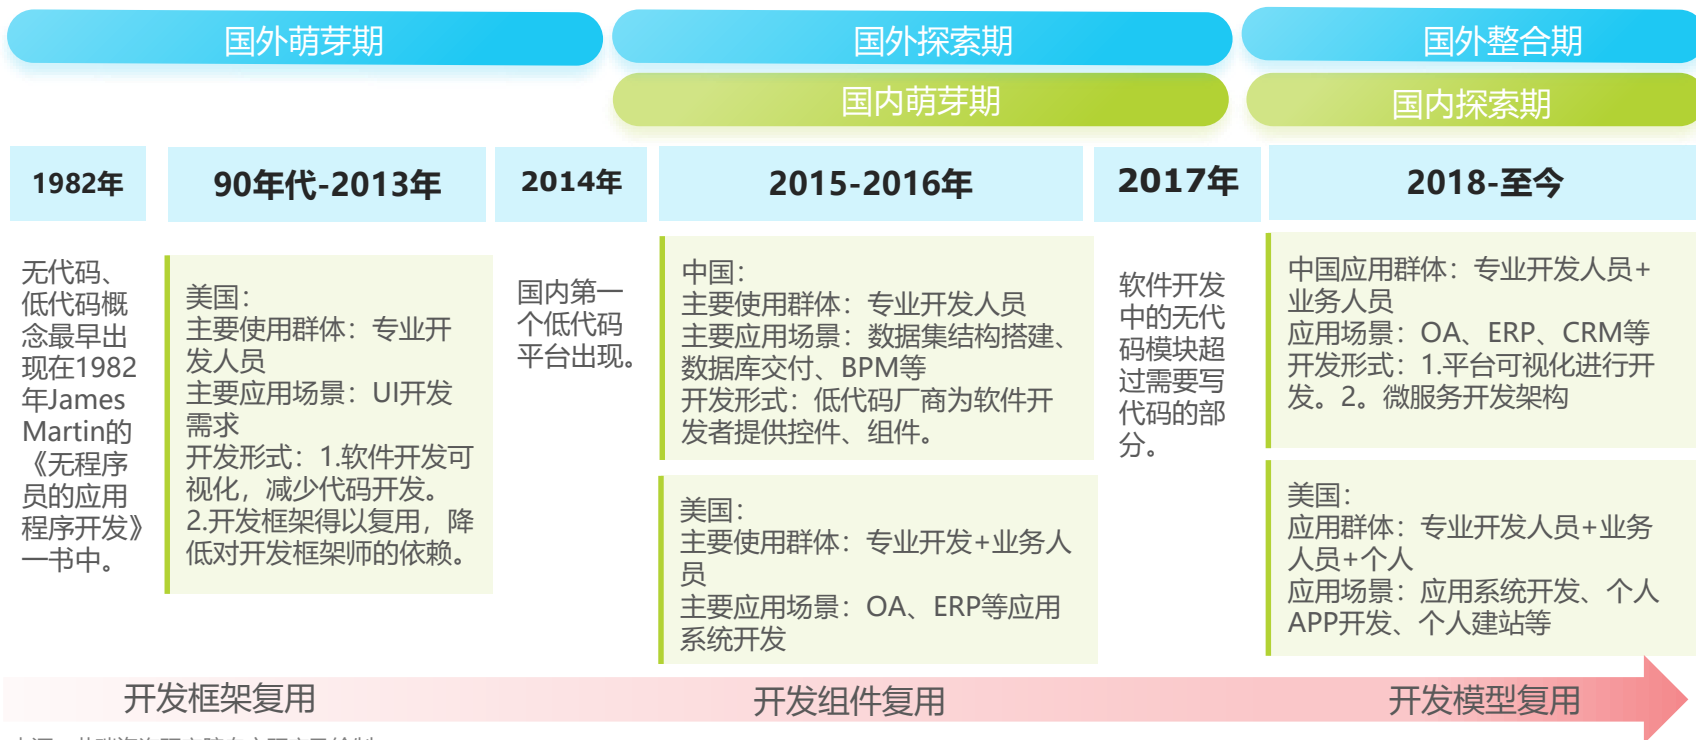 国外萌芽期
国外探索期
国外整合期
国内萌芽期
国内探索期
1982年
90年代-2013年
2014年
2015-2016年
2017年
2018-至今
无代码、
低代码概
念最早出
现在1982
年James
Martin的
《无程序
员的应用
程序开发》
一书中。
美国：
主要使用群体：专业开
发人员
主要应用场景：UI开发
需求
开发形式：1.软件开发可
视化，减少代码开发。
2.开发框架得以复用，降
低对开发框架师的依赖。
国内第一
个低代码
平台出现。
中国：
主要使用群体：专业开发人员
主要应用场景：数据集结构搭建、
数据库交付、BPM等
开发形式：低代码厂商为软件开
发者提供控件、组件。
美国：
主要使用群体：专业开发+业务人
员
主要应用场景：OA、ERP等应用
系统开发
软件开发
中的无代
码模块超
过需要写
代码的部
分。
中国应用群体：专业开发人员+
业务人员
应用场景：OA、ERP、CRM等
开发形式：1.平台可视化进行开
发。2。微服务开发架构
美国：
应用群体：专业开发人员+业务
人员+个人
应用场景：应用系统开发、个人
APP开发、个人建站等
开发框架复用
开发组件复用
开发模型复用